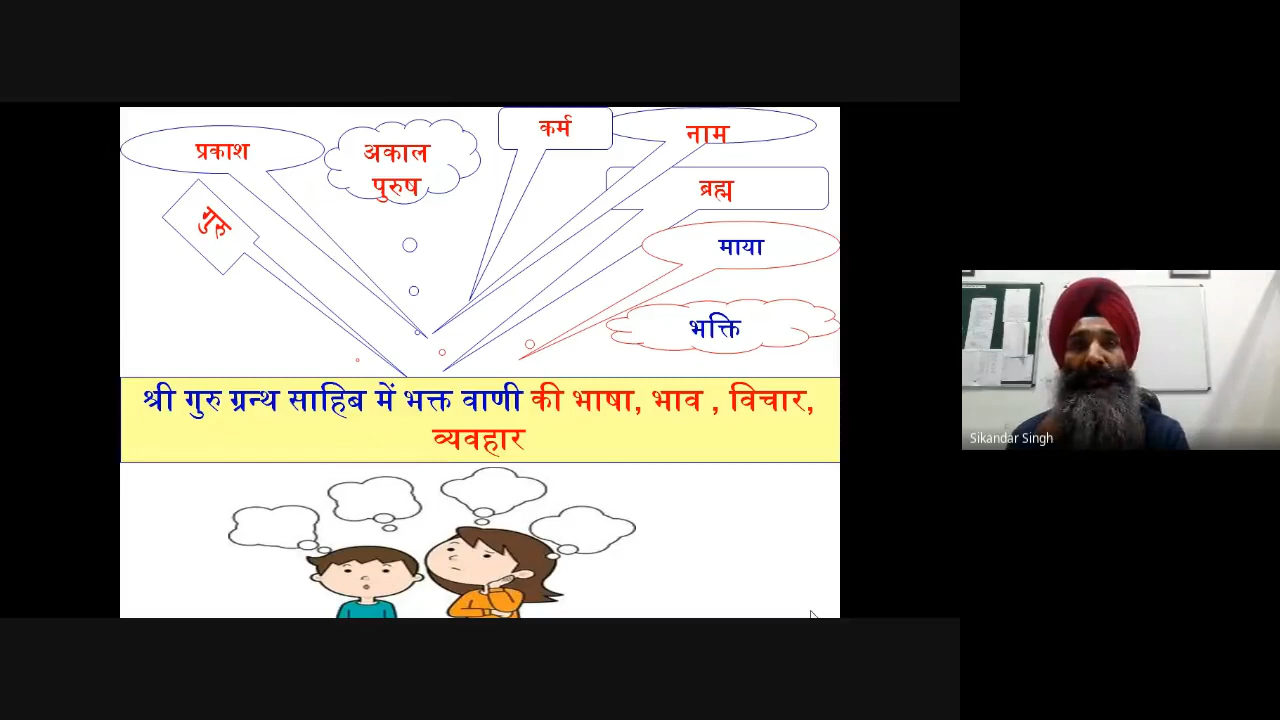 प्रकाश
अकाल
पुरुष
कर्म
नाम
ब्रह्म
गुरु
माया
भक्ति
श्री गुरु ग्रन्थ साहिब में भक्त वाणी की भाषा, भाव , विचार,
व्यवहार
Sikandar Singh